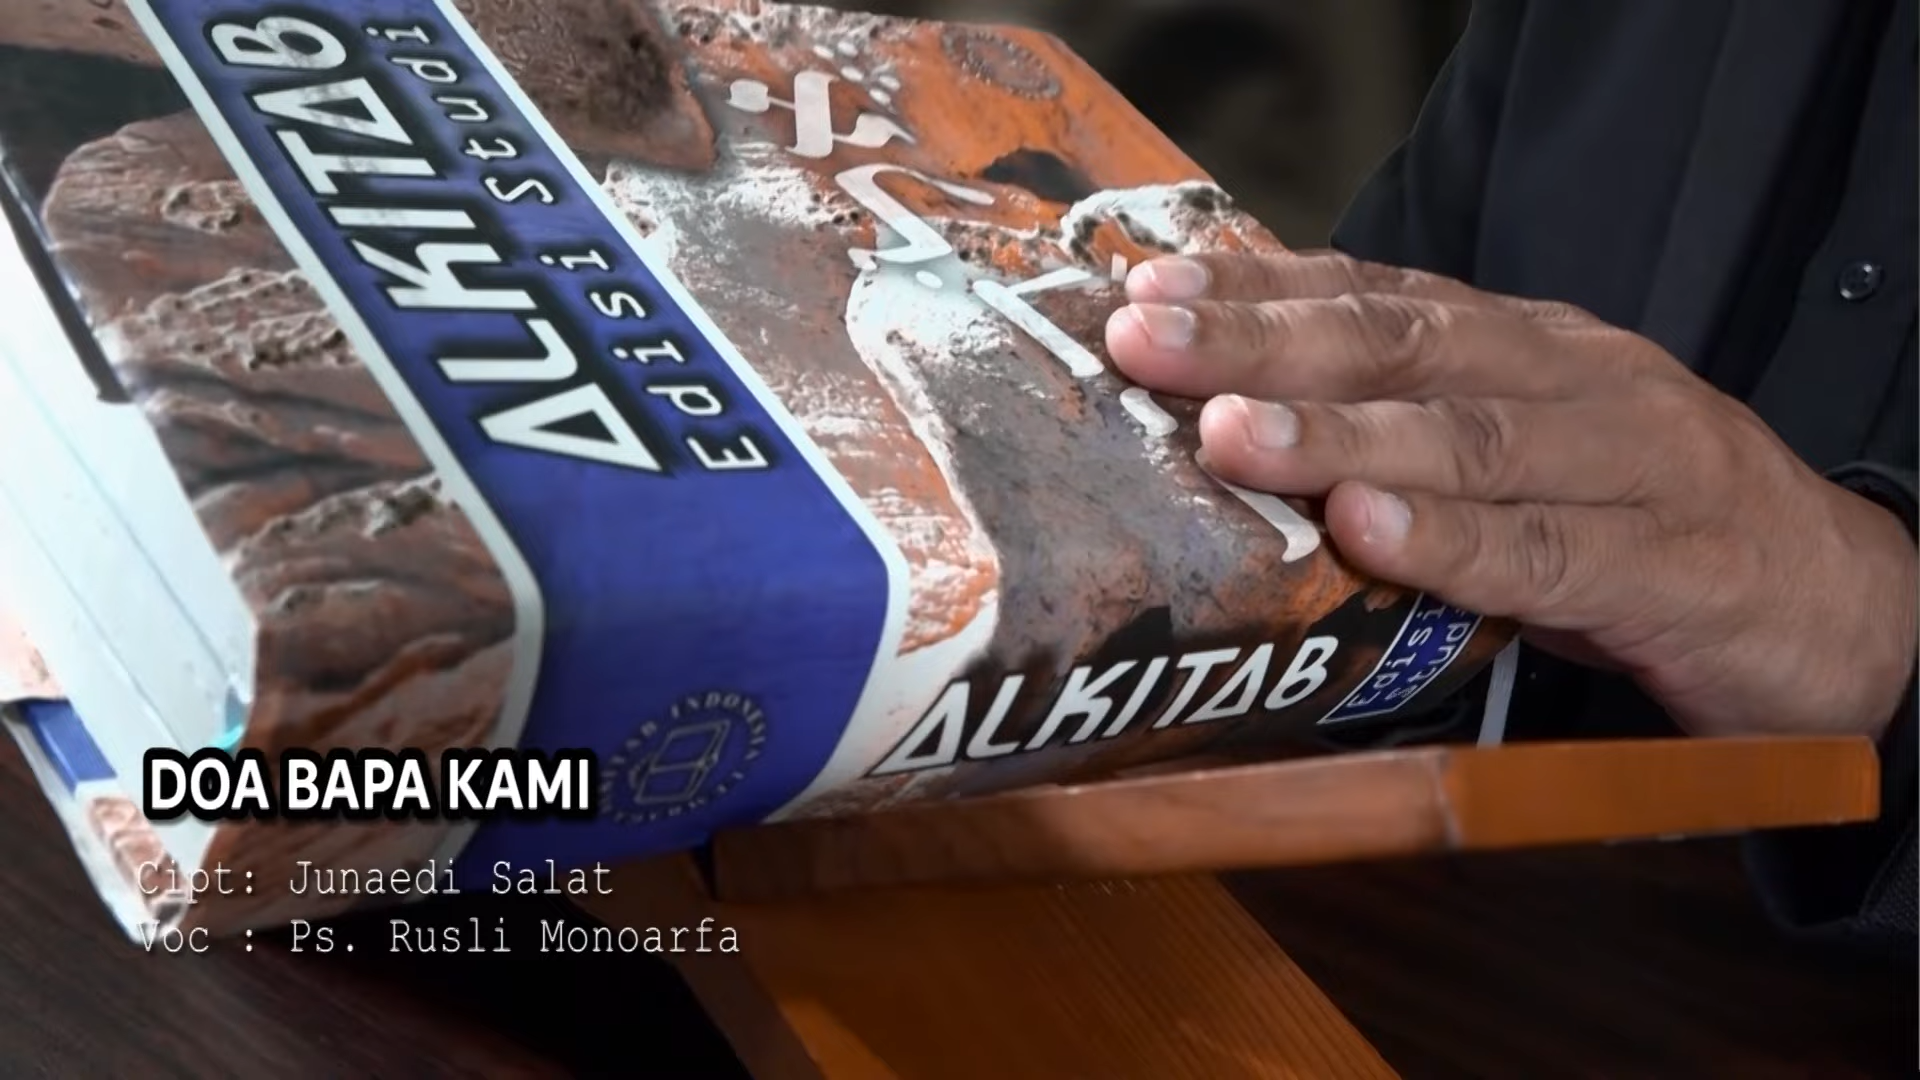 ALKITAB
Edisi Studi
ALKITAB
Edisi
Studi
DOA BAPA KAMI
Cipt: Junaedi Salat
Voc : Ps. Rusli Monoarfa